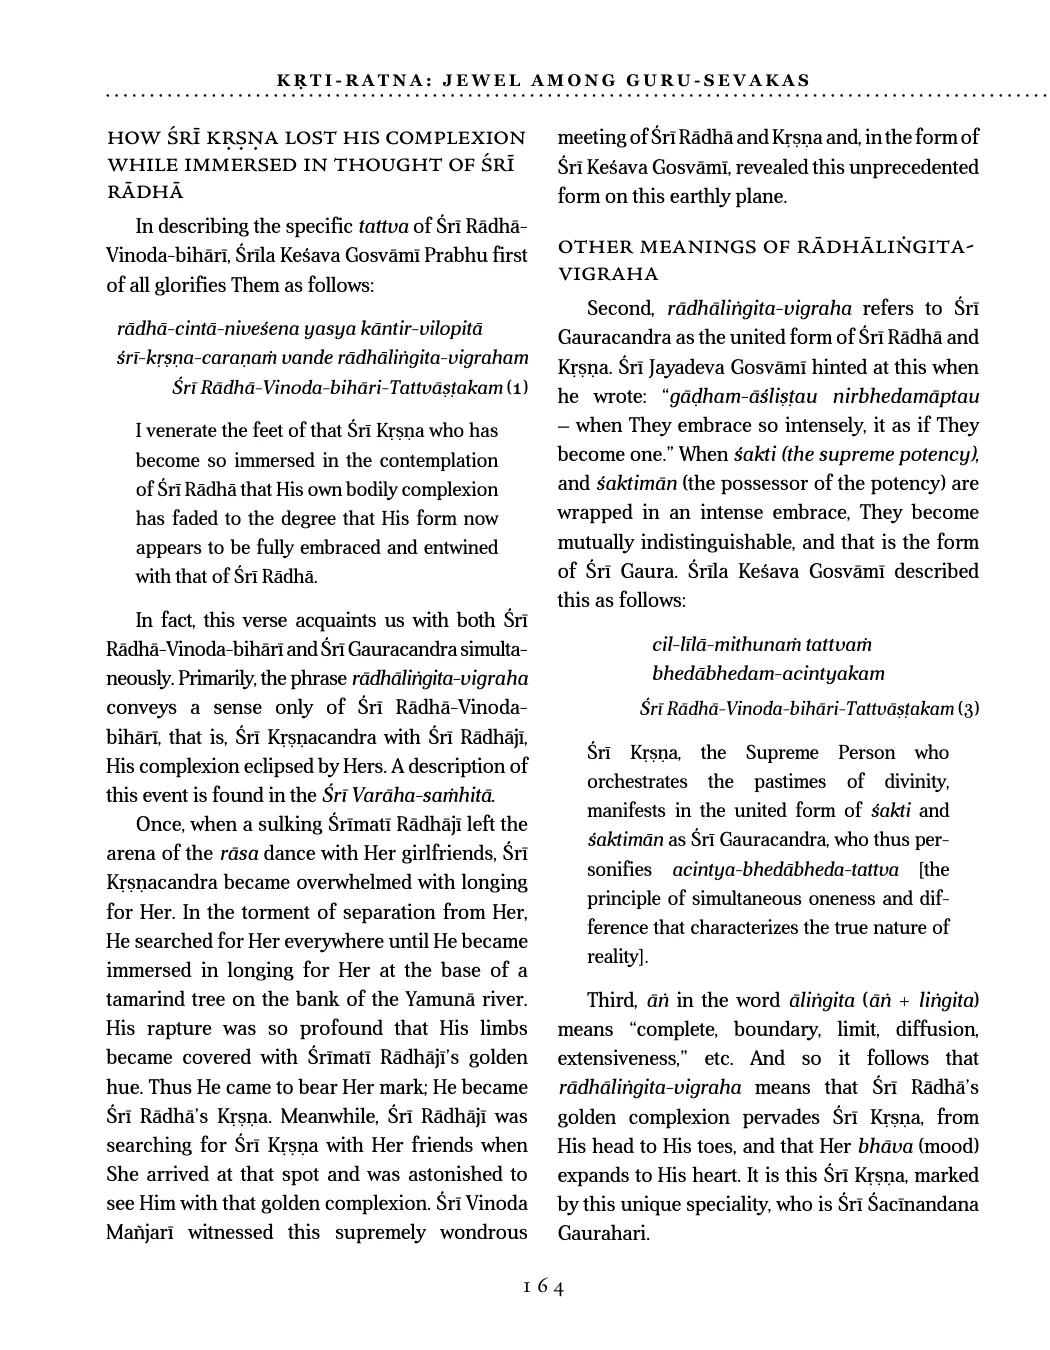 KṚTI-RATNA: JEWEL AMONG GURU-SEVAKAS
HOW ŚRĪ KṚṢṆA LOST HIS COMPLEXION
WHILE IMMERSED IN THOUGHT OF ŚRĪ
RĀDHĀ
In describing the specific tattva of Śrī Rādhā-
Vinoda-bihārī, Śrīla Keśava Gosvāmī Prabhu first
of all glorifies Them as follows:
rādhā-cintā-niveśena yasya kāntir-vilopitā
śrī-kṛṣṇa-caraṇaṁ vande rādhāliṅgita-vigraham
Śrī Rādhā-Vinoda-bihāri-Tattvāṣṭakam (1)
I venerate the feet of that Śrī Kṛṣṇa who has
become so immersed in the contemplation
of Śrī Rādhā that His own bodily complexion
has faded to the degree that His form now
appears to be fully embraced and entwined
with that of Śrī Rādhā.
In fact, this verse acquaints us with both Śrī
Rādhā-Vinoda-bihārī and Śrī Gauracandra simulta-
neously. Primarily, the phrase rādhāliṅgita-vigraha
conveys a sense only of Śrī Rādhā-Vinoda-
bihārī, that is, Śrī Kṛṣṇacandra with Śrī Rādhājī,
His complexion eclipsed by Hers. A description of
this event is found in the Śrī Varāha-saṁhitā.
Once, when a sulking Śrīmatī Rādhājī left the
arena of the rāsa dance with Her girlfriends, Śrī
Kṛṣṇacandra became overwhelmed with longing
for Her. In the torment of separation from Her,
He searched for Her everywhere until He became
immersed in longing for Her at the base of a
tamarind tree on the bank of the Yamunā river.
His rapture was so profound that His limbs
became covered with Śrīmatī Rādhājī's golden
hue. Thus He came to bear Her mark; He became
Śrī Rādhā's Kṛṣṇa. Meanwhile, Śrī Rādhājī was
searching for Śrī Kṛṣṇa with Her friends when
She arrived at that spot and was astonished to
see Him with that golden complexion. Śrī Vinoda
Mañjarī witnessed this supremely wondrous
meeting of Śrī Rādhā and Kṛṣṇa and, in the form of
Śrī Keśava Gosvāmī, revealed this unprecedented
form on this earthly plane.
OTHER MEANINGS OF RĀDHĀLIṄGITA-
VIGRAHA
Second, rādhāliṅgita-vigraha refers to Śrī
Gauracandra as the united form of Śrī Rādhā and
Kṛṣṇa. Śrī Jayadeva Gosvāmī hinted at this when
he wrote: “gāḍham-āśliṣṭau nirbhedamāptau
– when They embrace so intensely, it as if They
become one.” When śakti (the supreme potency),
and śaktimān (the possessor of the potency) are
wrapped in an intense embrace, They become
mutually indistinguishable, and that is the form
of Śrī Gaura. Śrīla Keśava Gosvāmī described
this as follows:
cil-līlā-mithunaṁ tattvaṁ
bhedābhedam-acintyakam
Śrī Rādhā-Vinoda-bihāri-Tattvāṣṭakam (3)
Śrī Kṛṣṇa, the Supreme Person who
orchestrates the pastimes of divinity,
manifests in the united form of śakti and
śaktimān as Śrī Gauracandra, who thus per-
sonifies acintya-bhedābheda-tattva [the
principle of simultaneous oneness and dif-
ference that characterizes the true nature of
reality].
Third, āṅ in the word āliṅgita (āṅ + liṅgita)
means “complete, boundary, limit, diffusion,
extensiveness,” etc. And so it follows that
rādhāliṅgita-vigraha means that Śrī Rādhā's
golden complexion pervades Śrī Kṛṣṇa, from
His head to His toes, and that Her bhāva (mood)
expands to His heart. It is this Śrī Kṛṣṇa, marked
by this unique speciality, who is Śrī Śacīnandana
Gaurahari.
164